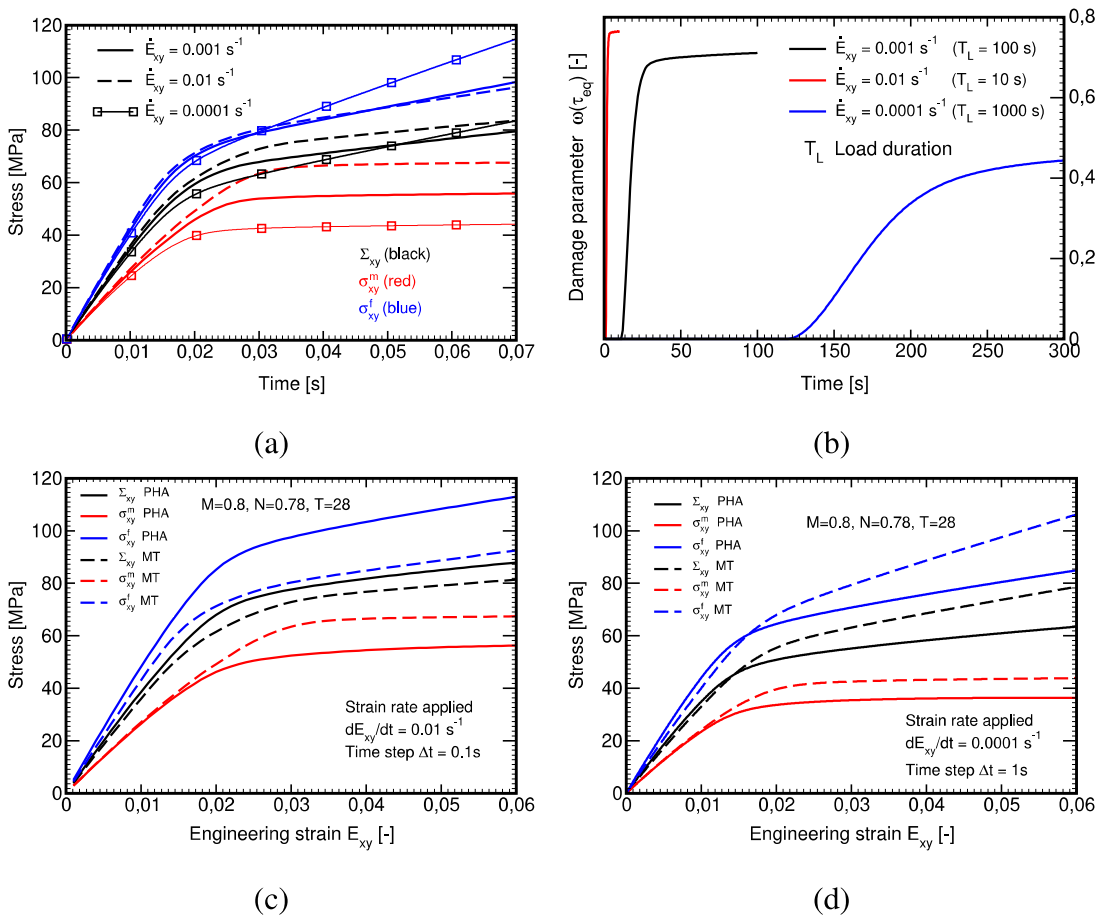 120
100
80
60
40
20
0
Stress [MPa]
Ė_xy = 0.001 s⁻¹
Ė_xy = 0.01 s⁻¹
Ė_xy = 0.0001 s⁻¹
Σ_xy (black)
σ^m_xy (red)
σ^f_xy (blue)
0 0,01 0,02 0,03 0,04 0,05 0,06 0,07
Time [s]
(a)
Damage parameter ω(τ_eq) [-]
Ė_xy = 0.001 s⁻¹ (T_L = 100 s)
Ė_xy = 0.01 s⁻¹ (T_L = 10 s)
Ė_xy = 0.0001 s⁻¹ (T_L = 1000 s)
T_L Load duration
0,8
0,6
0,4
0,2
0
0 50 100 150 200 250 300
Time [s]
(b)
120
100
80
60
40
20
0
Stress [MPa]
Σ_xy PHA
σ^m_xy PHA
σ^f_xy PHA
Σ_xy MT
σ^m_xy MT
σ^f_xy MT
M=0.8, N=0.78, T=28
Strain rate applied
dE_xy/dt = 0.01 s⁻¹
Time step Δt = 0.1s
0 0,01 0,02 0,03 0,04 0,05 0,06
Engineering strain E_xy [-]
(c)
120
100
80
60
40
20
0
Stress [MPa]
Σ_xy PHA
σ^m_xy PHA
σ^f_xy PHA
Σ_xy MT
σ^m_xy MT
σ^f_xy MT
M=0.8, N=0.78, T=28
Strain rate applied
dE_xy/dt = 0.0001 s⁻¹
Time step Δt = 1s
0 0,01 0,02 0,03 0,04 0,05 0,06
Engineering strain E_xy [-]
(d)